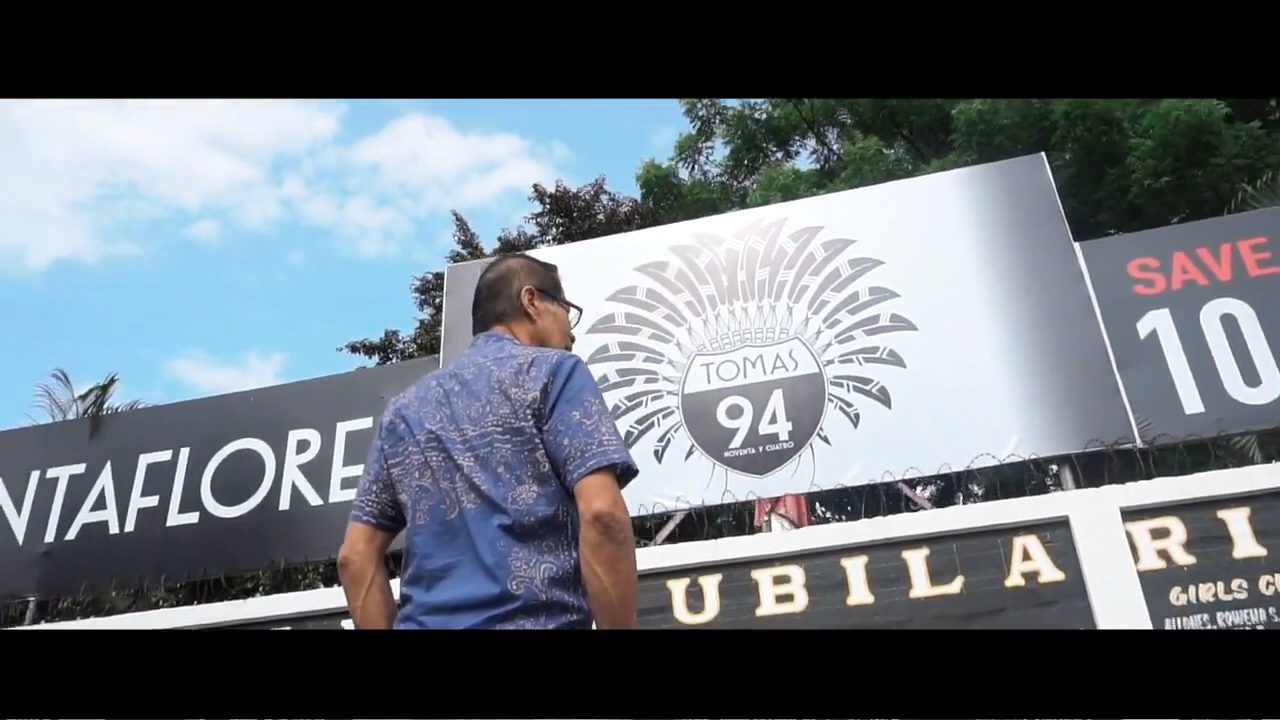 NTAFLORE
TOMAS
94
NOVENTA Y CUATRO
SAVE
10
UBILARI
GIRLS